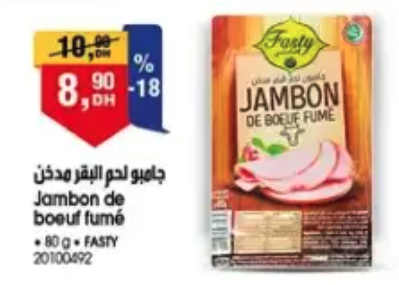 10,90 DH
8,90 DH
%
-18
جامبو لحم البقر مدخن
Jambon de
boeuf fumé
• 80 g • FASTY
20100492
Fasty
JAMBON
DE BOEUF FUMÉ